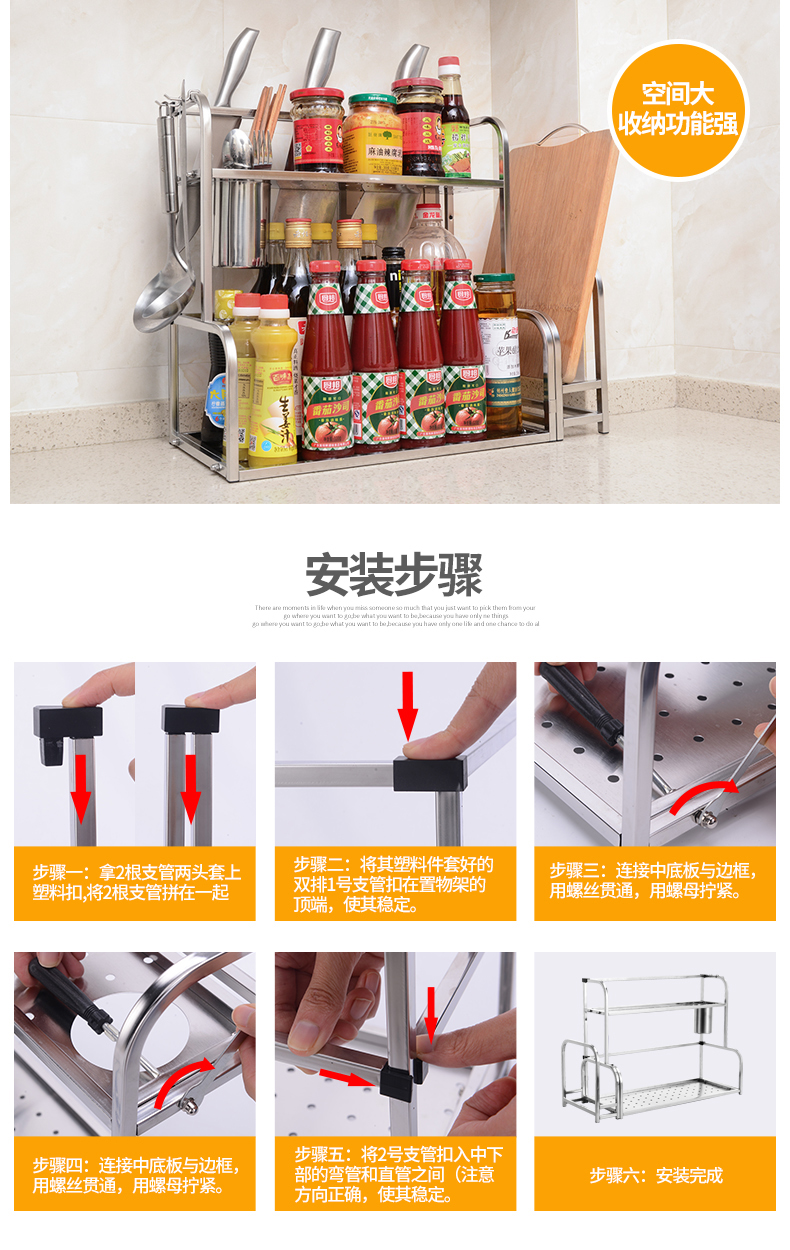 空间大
收纳功能强
麻油辣腐乳
番茄沙司
番茄沙司
番茄沙司
番茄沙司
安装步骤
There are moments in life when you miss someone so much that you just want to pick them from your
go where you want to go,be what you want to be,because you have only ne things
go where you want to go,be what you want to be,because you have only one life and one chance to do al
步骤一：拿2根支管两头套上
塑料扣,将2根支管拼在一起
步骤二：将其塑料件套好的
双排1号支管扣在置物架的
顶端，使其稳定。
步骤三：连接中底板与边框，
用螺丝贯通，用螺母拧紧。
步骤四：连接中底板与边框，
用螺丝贯通，用螺母拧紧。
步骤五：将2号支管扣入中下
部的弯管和直管之间（注意
方向正确，使其稳定。
步骤六：安装完成